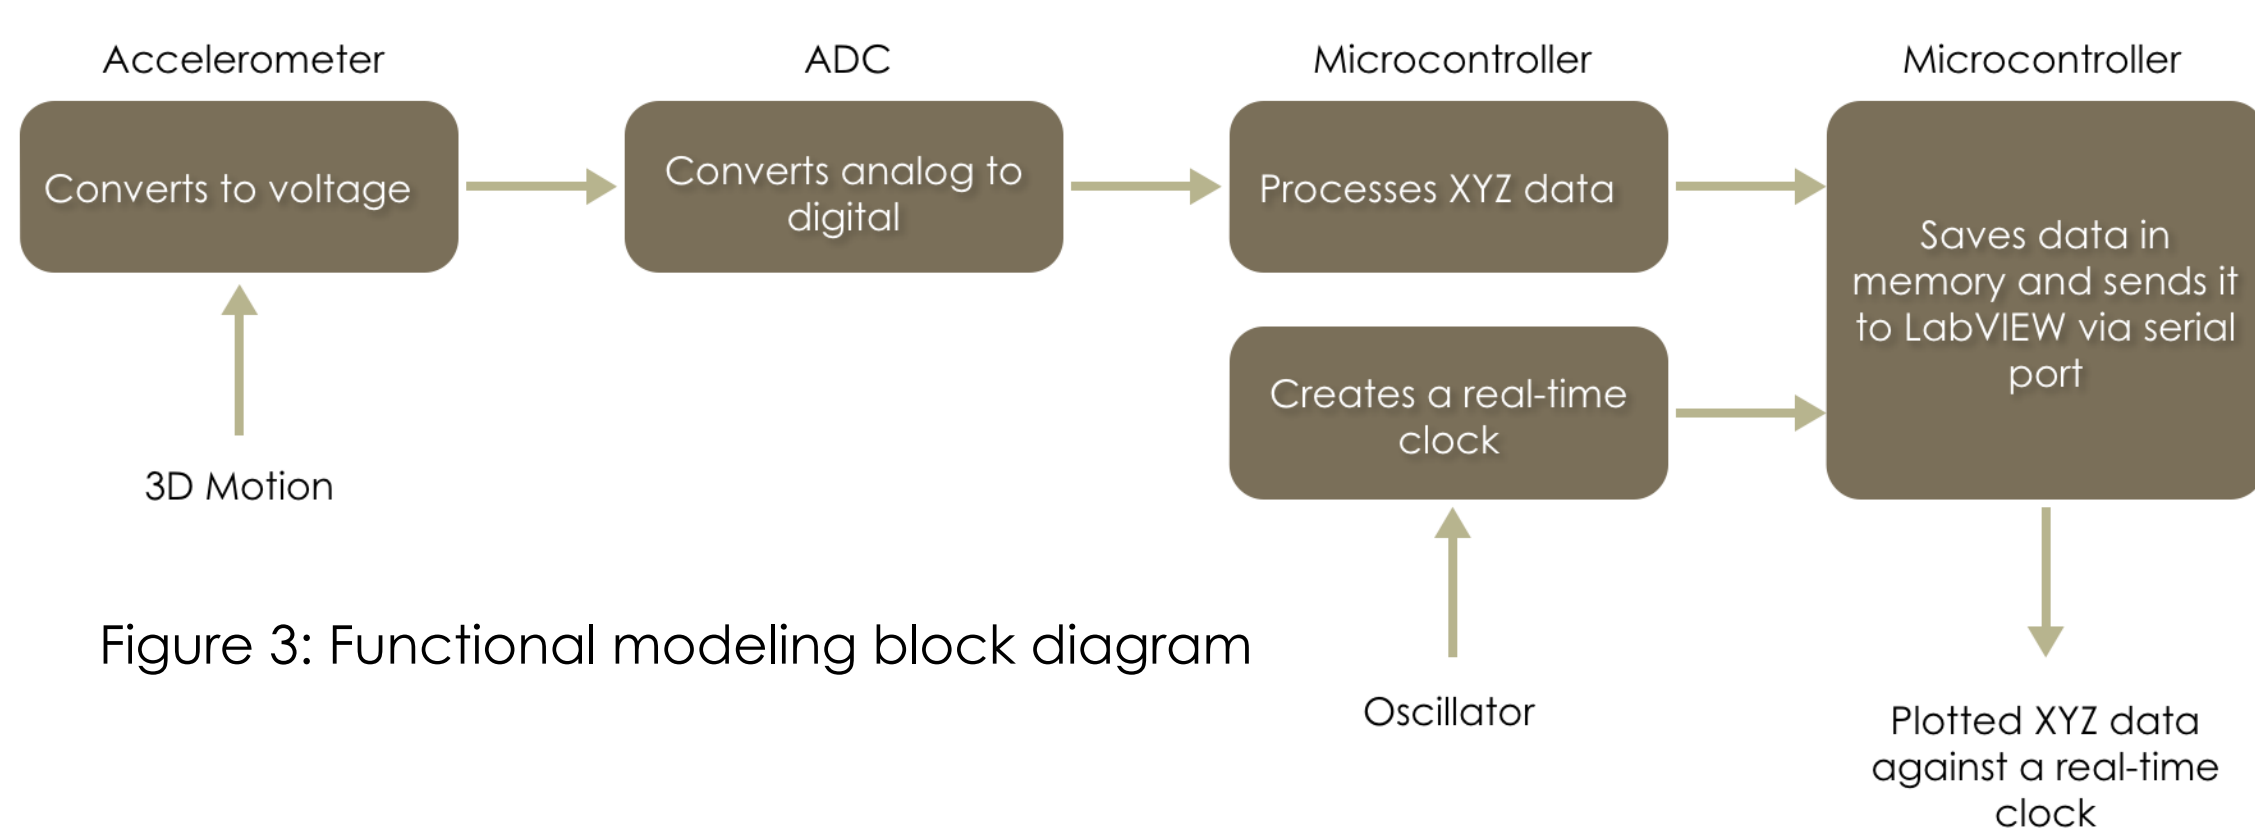 Accelerometer
ADC
Microcontroller
Microcontroller
Converts to voltage
Converts analog to
digital
Processes XYZ data
Saves data in
memory and sends it
to LabVIEW via serial
port
Creates a real-time
clock
3D Motion
Figure 3: Functional modeling block diagram
Oscillator
Plotted XYZ data
against a real-time
clock